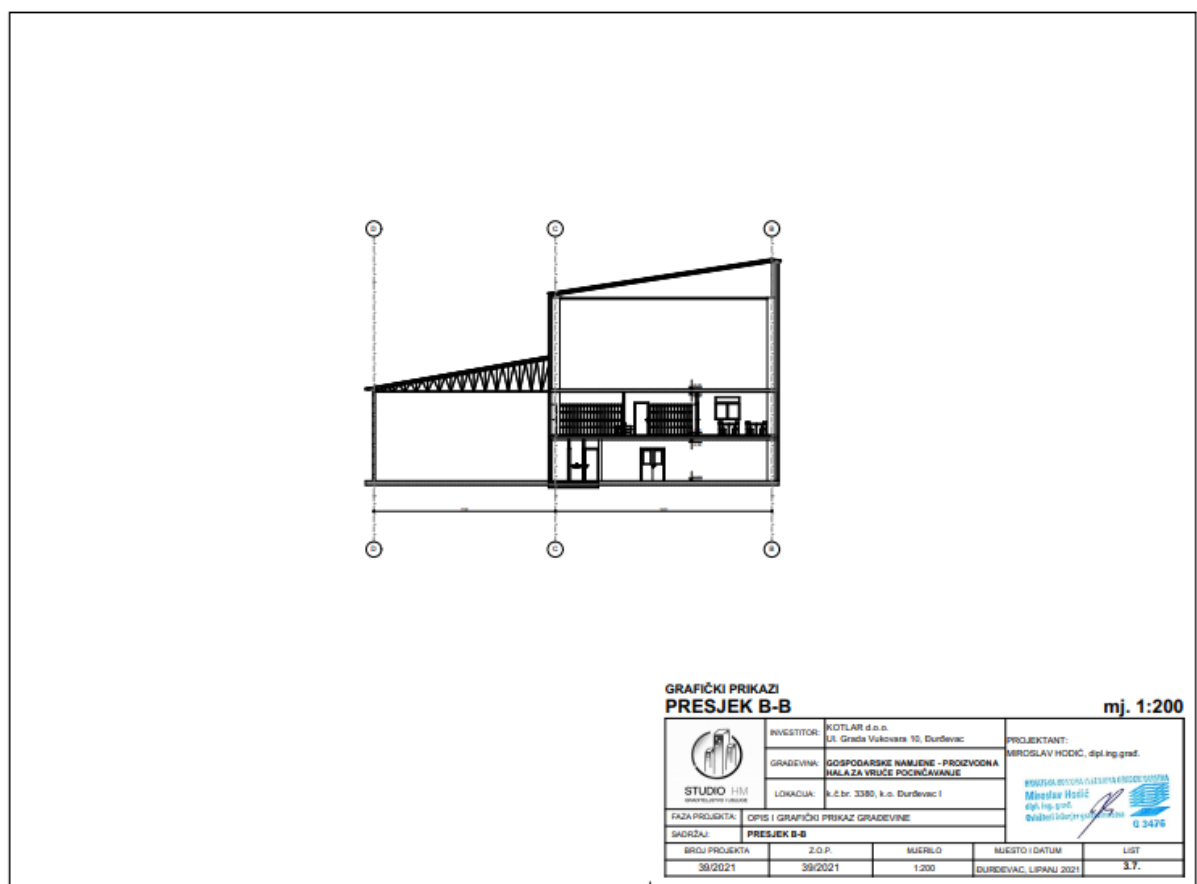 D
C
B
D
C
B
GRAFIČKI PRIKAZI
PRESJEK B-B
mj. 1:200
STUDIO HM
INVESTITOR:
KOTLAR d.o.o.
Ul. Grada Vukovara 10, Đurđevac
GRAĐEVINA:
GOSPODARSKE NAMJENE - PROIZVODNA
HALA ZA VRUĆE POCINČAVANJE
LOKACIJA:
k.č.br. 3380, k.o. Đurđevac I
PROJEKTANT:
MIROSLAV HODIĆ, dipl.ing.građ.
Miroslav Hodić
dipl. ing. građ.
G 3476
FAZA PROJEKTA:
OPIS I GRAFIČKI PRIKAZ GRAĐEVINE
SADRŽAJ:
PRESJEK B-B
BROJ PROJEKTA
Z.O.P.
MJERILO
MJESTO I DATUM
LIST
39/2021
39/2021
1:200
ĐURĐEVAC, LIPANJ 2021
3.7.